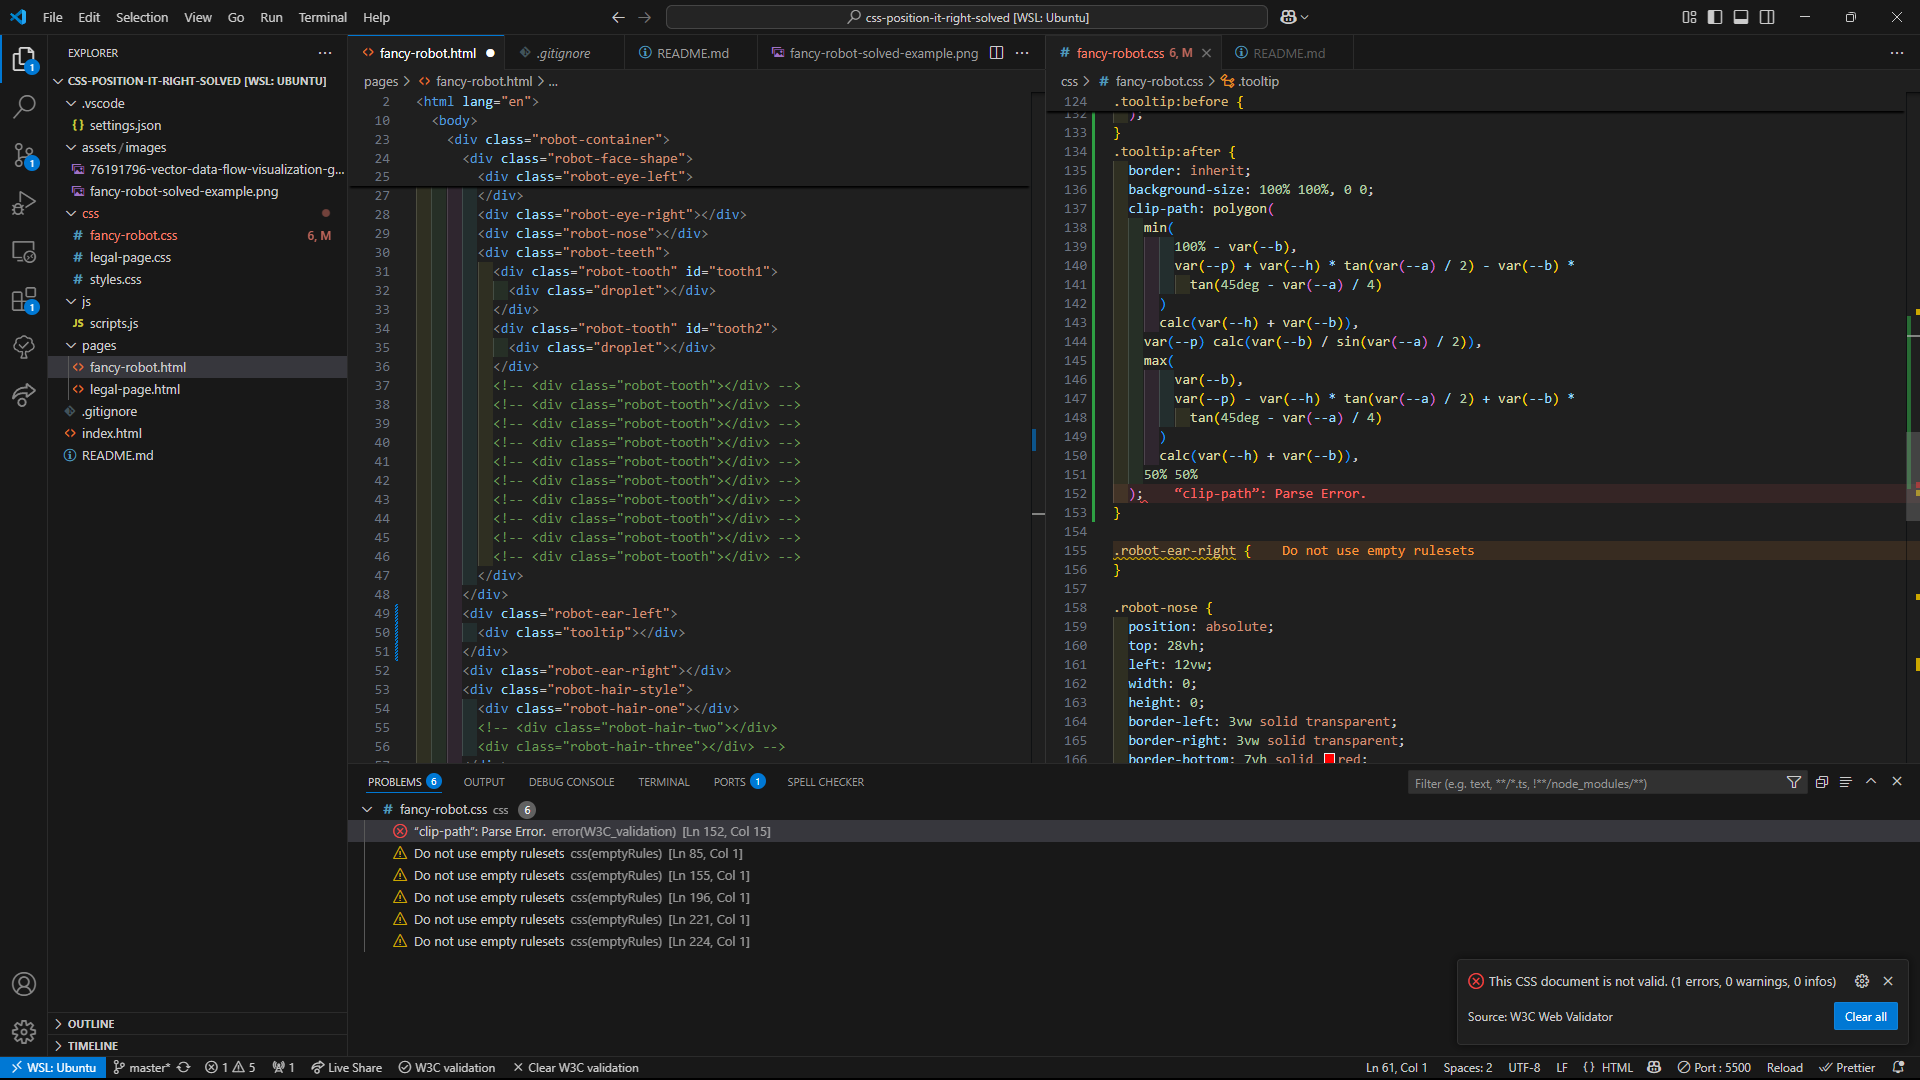 File Edit Selection View Go Run Terminal Help
css-position-it-right-solved [WSL: Ubuntu]
EXPLORER
CSS-POSITION-IT-RIGHT-SOLVED [WSL: UBUNTU]
.vscode
settings.json
assets/images
76191796-vector-data-flow-visualization-g...
fancy-robot-solved-example.png
css
fancy-robot.css 6, M
legal-page.css
styles.css
js
scripts.js
pages
fancy-robot.html
legal-page.html
.gitignore
index.html
README.md
OUTLINE
TIMELINE
fancy-robot.html .gitignore README.md fancy-robot-solved-example.png
pages > fancy-robot.html > ...
2 <html lang="en">
10 <body>
23 <div class="robot-container">
24 <div class="robot-face-shape">
25 <div class="robot-eye-left">
27 </div>
28 <div class="robot-eye-right"></div>
29 <div class="robot-nose"></div>
30 <div class="robot-teeth">
31 <div class="robot-tooth" id="tooth1">
32 <div class="droplet"></div>
33 </div>
34 <div class="robot-tooth" id="tooth2">
35 <div class="droplet"></div>
36 </div>
37 <!-- <div class="robot-tooth"></div> -->
38 <!-- <div class="robot-tooth"></div> -->
39 <!-- <div class="robot-tooth"></div> -->
40 <!-- <div class="robot-tooth"></div> -->
41 <!-- <div class="robot-tooth"></div> -->
42 <!-- <div class="robot-tooth"></div> -->
43 <!-- <div class="robot-tooth"></div> -->
44 <!-- <div class="robot-tooth"></div> -->
45 <!-- <div class="robot-tooth"></div> -->
46 <!-- <div class="robot-tooth"></div> -->
47 </div>
48 </div>
49 <div class="robot-ear-left">
50 <div class="tooltip"></div>
51 </div>
52 <div class="robot-ear-right"></div>
53 <div class="robot-hair-style">
54 <div class="robot-hair-one"></div>
55 <!-- <div class="robot-hair-two"></div>
56 <div class="robot-hair-three"></div> -->
57 </div>
fancy-robot.css 6, M README.md
css > fancy-robot.css > .tooltip
124 .tooltip:before {
132 );
133 }
134 .tooltip:after {
135 border: inherit;
136 background-size: 100% 100%, 0 0;
137 clip-path: polygon(
138 min(
139 100% - var(--b),
140 var(--p) + var(--h) * tan(var(--a) / 2) - var(--b) *
141 tan(45deg - var(--a) / 4)
142 )
143 calc(var(--h) + var(--b)),
144 var(--p) calc(var(--b) / sin(var(--a) / 2)),
145 max(
146 var(--b),
147 var(--p) - var(--h) * tan(var(--a) / 2) + var(--b) *
148 tan(45deg - var(--a) / 4)
149 )
150 calc(var(--h) + var(--b)),
151 50% 50%
152 ); “clip-path”: Parse Error.
153 }
154
155 .robot-ear-right { Do not use empty rulesets
156 }
157
158 .robot-nose {
159 position: absolute;
160 top: 28vh;
161 left: 12vw;
162 width: 0;
163 height: 0;
164 border-left: 3vw solid transparent;
165 border-right: 3vw solid transparent;
166 border-bottom: 7vh solid red;
PROBLEMS 6 OUTPUT DEBUG CONSOLE TERMINAL PORTS 1 SPELL CHECKER
Filter (e.g. text, **/*.ts, !**/node_modules/**)
fancy-robot.css css 6
“clip-path”: Parse Error. error(W3C_validation) [Ln 152, Col 15]
Do not use empty rulesets css(emptyRules) [Ln 85, Col 1]
Do not use empty rulesets css(emptyRules) [Ln 155, Col 1]
Do not use empty rulesets css(emptyRules) [Ln 196, Col 1]
Do not use empty rulesets css(emptyRules) [Ln 221, Col 1]
Do not use empty rulesets css(emptyRules) [Ln 224, Col 1]
This CSS document is not valid. (1 errors, 0 warnings, 0 infos)
Source: W3C Web Validator
Clear all
WSL: Ubuntu master* 1 5 1 Live Share W3C validation Clear W3C validation Ln 61, Col 1 Spaces: 2 UTF-8 LF {} HTML Port : 5500 Reload Prettier